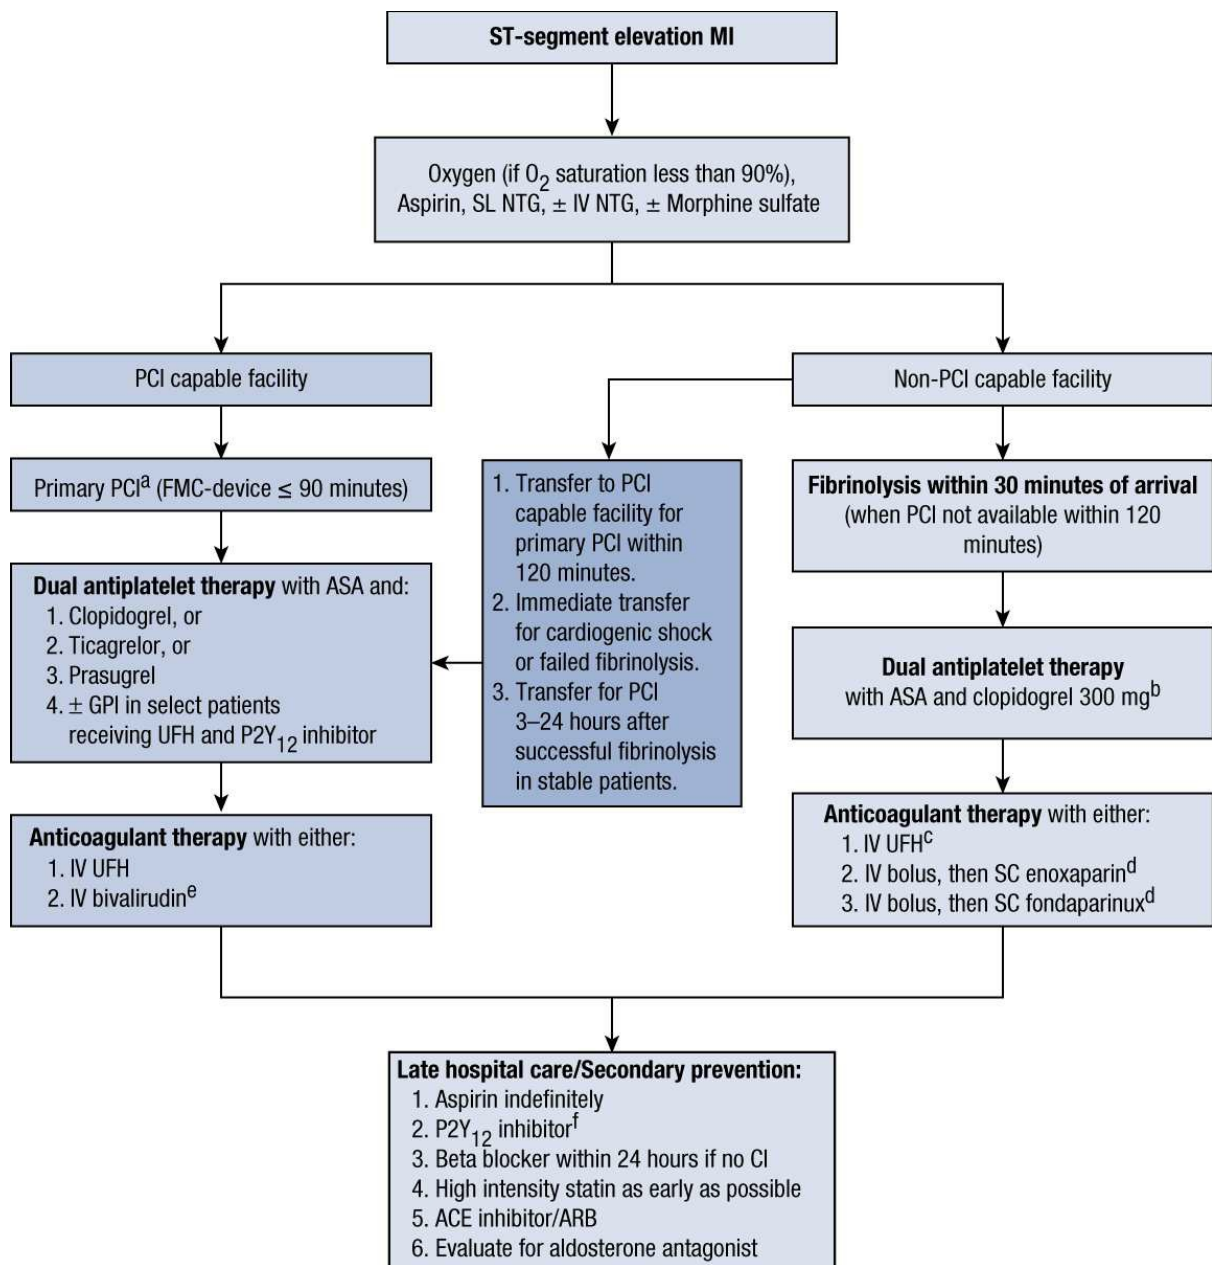 ST-segment elevation MI
Oxygen (if O₂ saturation less than 90%),
Aspirin, SL NTG, ± IV NTG, ± Morphine sulfate
PCI capable facility
Non-PCI capable facility
Primary PCIᵃ (FMC-device ≤ 90 minutes)
Dual antiplatelet therapy with ASA and:
1. Clopidogrel, or
2. Ticagrelor, or
3. Prasugrel
4. ± GPI in select patients
receiving UFH and P2Y₁₂ inhibitor
Anticoagulant therapy with either:
1. IV UFH
2. IV bivalirudinᵉ
1. Transfer to PCI
capable facility for
primary PCI within
120 minutes.
2. Immediate transfer
for cardiogenic shock
or failed fibrinolysis.
3. Transfer for PCI
3–24 hours after
successful fibrinolysis
in stable patients.
Fibrinolysis within 30 minutes of arrival
(when PCI not available within 120
minutes)
Dual antiplatelet therapy
with ASA and clopidogrel 300 mgᵇ
Anticoagulant therapy with either:
1. IV UFHᶜ
2. IV bolus, then SC enoxaparinᵈ
3. IV bolus, then SC fondaparinuxᵈ
Late hospital care/Secondary prevention:
1. Aspirin indefinitely
2. P2Y₁₂ inhibitorᶠ
3. Beta blocker within 24 hours if no CI
4. High intensity statin as early as possible
5. ACE inhibitor/ARB
6. Evaluate for aldosterone antagonist